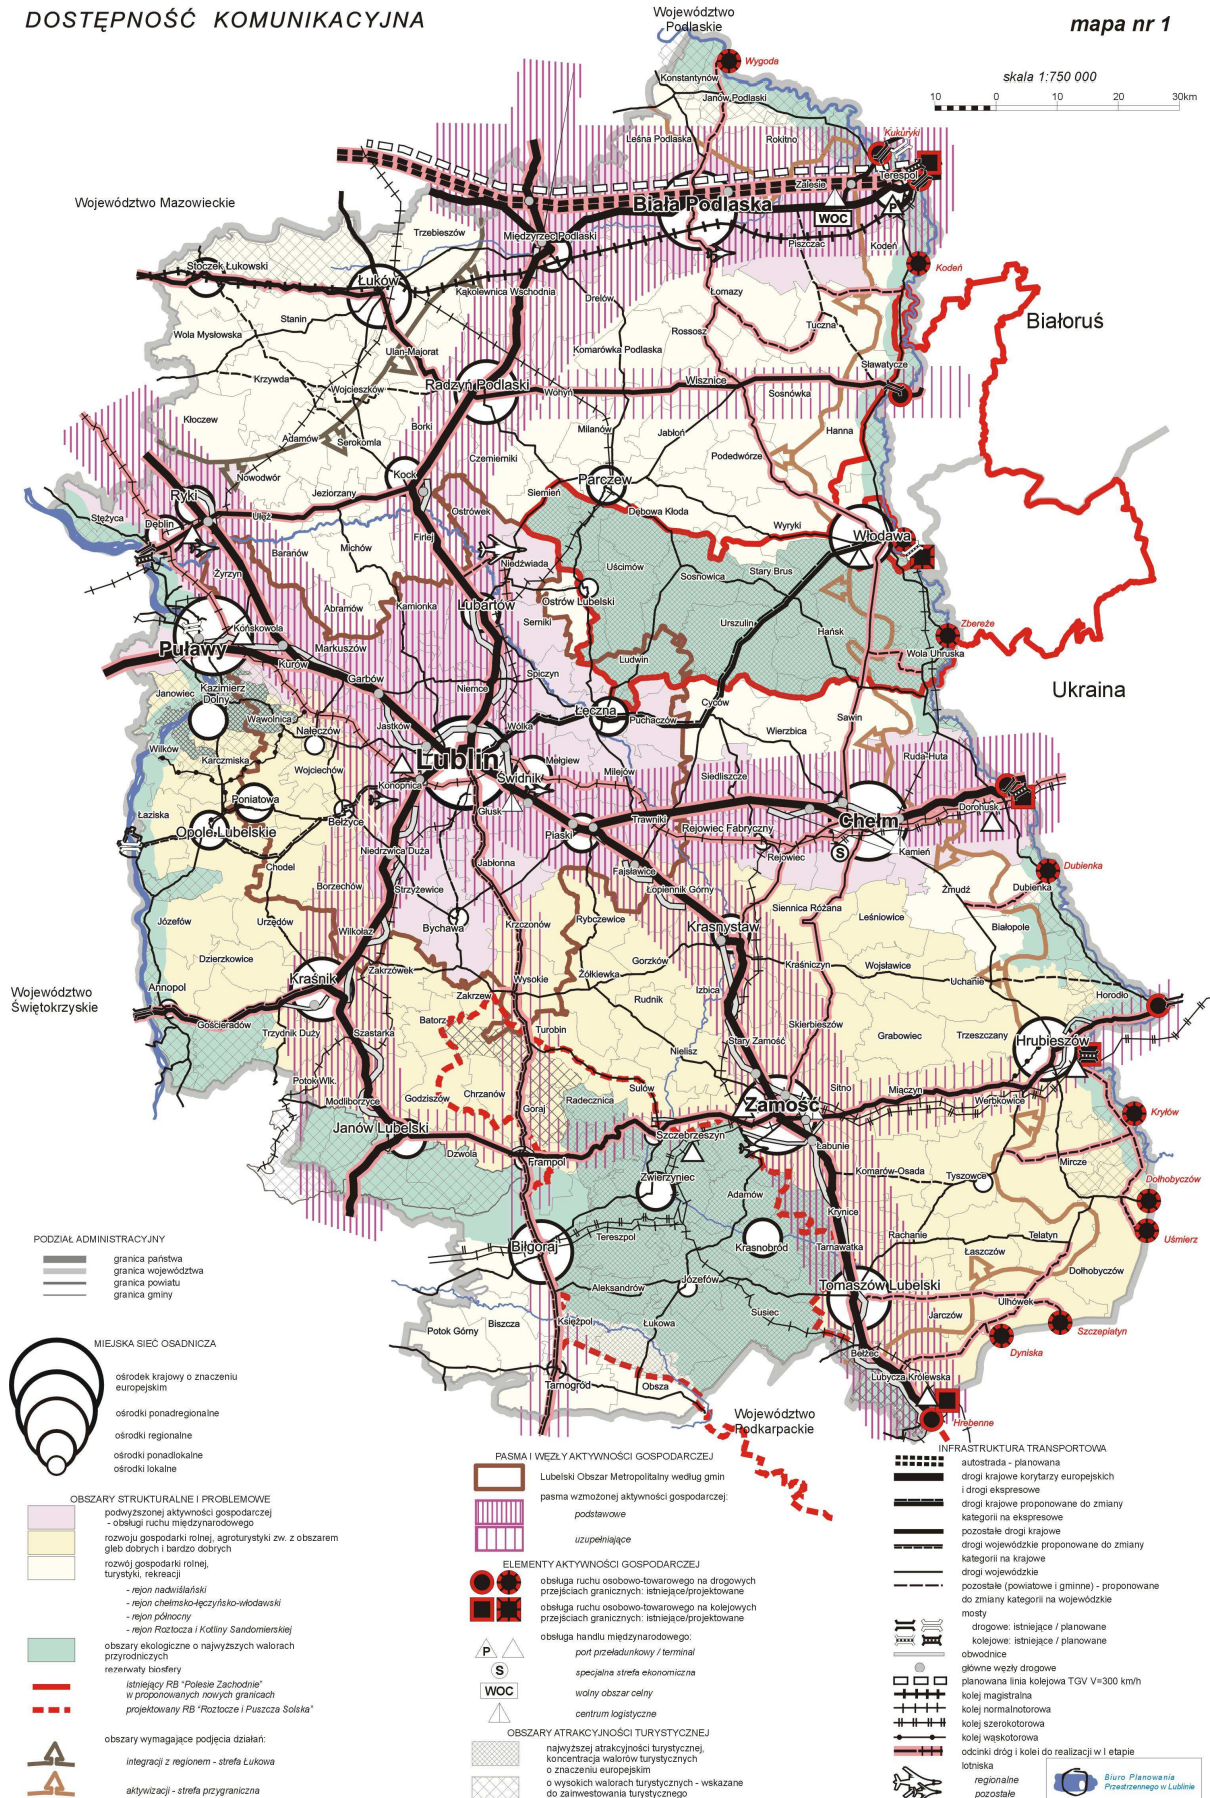 DOSTĘPNOŚĆ KOMUNIKACYJNA
mapa nr 1
skala 1:750 000
10 0 10 20 30km
Województwo
Podlaskie
Wygoda
Konstantynów
Janów Podlaski
Leśna Podlaska
Rokitno
Kukuryki
Terespol
Zalesie
Województwo Mazowieckie
Biała Podlaska
WOC
P
Trzebieszów
Międzyrzec Podlaski
Piszczac
Kodeń
Kodeń
Stoczek Łukowski
Łuków
Kąkolewnica Wschodnia
Drelów
Łomazy
Stanin
Wola Mysłowska
Rossosz
Tuczna
Białoruś
Ulan-Majorat
Komarówka Podlaska
Sławatycze
Krzywda
Wojcieszków
Radzyń Podlaski
Wohyń
Wisznice
Sosnówka
Kłoczew
Borki
Milanów
Jabłoń
Hanna
Adamów
Serokomla
Czemierniki
Podedwórze
Nowodwór
Kock
Parczew
Ryki
Jeziorzany
Siemień
Stężyca
Dęblin
Ułęż
Ostrówek
Dębowa Kłoda
Wyryki
Włodawa
Baranów
Michów
Firlej
Niedźwiada
Uścimów
Żyrzyn
Sosnowica
Stary Brus
Abramów
Kamionka
Lubartów
Ostrów Lubelski
Serniki
Urszulin
Hańsk
Zbereże
Końskowola
Markuszów
Puławy
Kurów
Ludwin
Wola Uhruska
Garbów
Spiczyn
Niemce
Ukraina
Janowiec
Kazimierz
Dolny
Wąwolnica
Jastków
Wólka
Łęczna
Puchaczów
Cyców
Sawin
Nałęczów
Wierzbica
Wilków
Karczmiska
Wojciechów
Lublin
Mełgiew
Milejów
Siedliszcze
Ruda-Huta
Konopnica
Świdnik
Poniatowa
Głusk
Dorohusk
Łaziska
Opole Lubelskie
Bełżyce
Piaski
Trawniki
Rejowiec Fabryczny
Chełm
Niedrzwica Duża
Jabłonna
Rejowiec
S
Kamień
Chodel
Fajsławice
Dubienka
Borzechów
Strzyżewice
Łopiennik Górny
Żmudź
Dubienka
Józefów
Urzędów
Bychawa
Krzczonów
Rybczewice
Siennica Różana
Leśniowice
Białopole
Wilkołaz
Krasnystaw
Dzierzkowice
Gorzków
Kraśniczyn
Wojsławice
Kraśnik
Zakrzówek
Wysokie
Żółkiewka
Uchanie
Województwo
Świętokrzyskie
Annopol
Zakrzew
Rudnik
Izbica
Horodło
Gościeradów
Batorz
Turobin
Skierbieszów
Trzydnik Duży
Szastarka
Grabowiec
Trzeszczany
Hrubieszów
Stary Zamość
Nielisz
Potok Wlk.
Modliborzyce
Godziszów
Chrzanów
Sułów
Sitno
Miączyn
Goraj
Radecznica
Zamość
Werbkowice
Kryłów
Janów Lubelski
Szczebrzeszyn
Łabunie
Dzwola
Frampol
Komarów-Osada
Mircze
Zwierzyniec
Adamów
Tyszowce
Dołhobyczów
Krynice
Biłgoraj
Tereszpol
Krasnobród
Tarnawatka
Rachanie
Telatyn
Uśmierz
Łaszczów
Dołhobyczów
Aleksandrów
Józefów
Tomaszów Lubelski
Ulhówek
Biszcza
Księżpol
Susiec
Jarczów
Szczepiatyn
Potok Górny
Łukowa
Dyniska
Bełżec
Tarnogród
Obsza
Lubycza Królewska
Województwo
Podkarpackie
Hrebenne
PODZIAŁ ADMINISTRACYJNY
granica państwa
granica województwa
granica powiatu
granica gminy
MIEJSKA SIEĆ OSADNICZA
ośrodek krajowy o znaczeniu
europejskim
ośrodki ponadregionalne
ośrodki regionalne
ośrodki ponadlokalne
ośrodki lokalne
OBSZARY STRUKTURALNE I PROBLEMOWE
podwyższonej aktywności gospodarczej
- obsługi ruchu międzynarodowego
rozwoju gospodarki rolnej, agroturystyki zw. z obszarem
gleb dobrych i bardzo dobrych
rozwój gospodarki rolnej,
turystyki, rekreacji
- rejon nadwiślański
- rejon chełmsko-łęczyńsko-włodawski
- rejon północny
- rejon Roztocza i Kotliny Sandomierskiej
obszary ekologiczne o najwyższych walorach
przyrodniczych
rezerwaty biosfery
istniejący RB "Polesie Zachodnie"
w proponowanych nowych granicach
projektowany RB "Roztocze i Puszcza Solska"
obszary wymagające podjęcia działań:
integracji z regionem - strefa Łukowa
aktywizacji - strefa przygraniczna
PASMA I WĘZŁY AKTYWNOŚCI GOSPODARCZEJ
Lubelski Obszar Metropolitalny według gmin
pasma wzmożonej aktywności gospodarczej:
podstawowe
uzupełniające
ELEMENTY AKTYWNOŚCI GOSPODARCZEJ
obsługa ruchu osobowo-towarowego na drogowych
przejściach granicznych: istniejące/projektowane
obsługa ruchu osobowo-towarowego na kolejowych
przejściach granicznych: istniejące/projektowane
obsługa handlu międzynarodowego:
P port przeładunkowy / terminal
S specjalna strefa ekonomiczna
WOC wolny obszar celny
centrum logistyczne
OBSZARY ATRAKCYJNOŚCI TURYSTYCZNEJ
najwyższej atrakcyjności turystycznej,
koncentracja walorów turystycznych
o znaczeniu europejskim
o wysokich walorach turystycznych - wskazane
do zainwestowania turystycznego
INFRASTRUKTURA TRANSPORTOWA
autostrada - planowana
drogi krajowe korytarzy europejskich
i drogi ekspresowe
drogi krajowe proponowane do zmiany
kategorii na ekspresowe
pozostałe drogi krajowe
drogi wojewódzkie proponowane do zmiany
kategorii na krajowe
drogi wojewódzkie
pozostałe (powiatowe i gminne) - proponowane
do zmiany kategorii na wojewódzkie
mosty
drogowe: istniejące / planowane
kolejowe: istniejące / planowane
obwodnice
główne węzły drogowe
planowana linia kolejowa TGV V=300 km/h
kolej magistralna
kolej normalnotorowa
kolej szerokotorowa
kolej wąskotorowa
odcinki dróg i kolei do realizacji w I etapie
lotniska
regionalne
pozostałe
Biuro Planowania
Przestrzennego w Lublinie